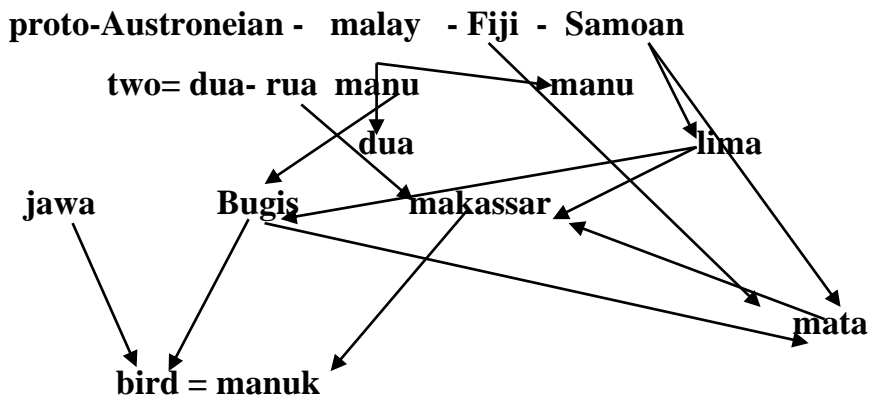 proto-Austroneian - malay - Fiji - Samoan
two= dua- rua manu manu
dua lima
jawa Bugis makassar
mata
bird = manuk